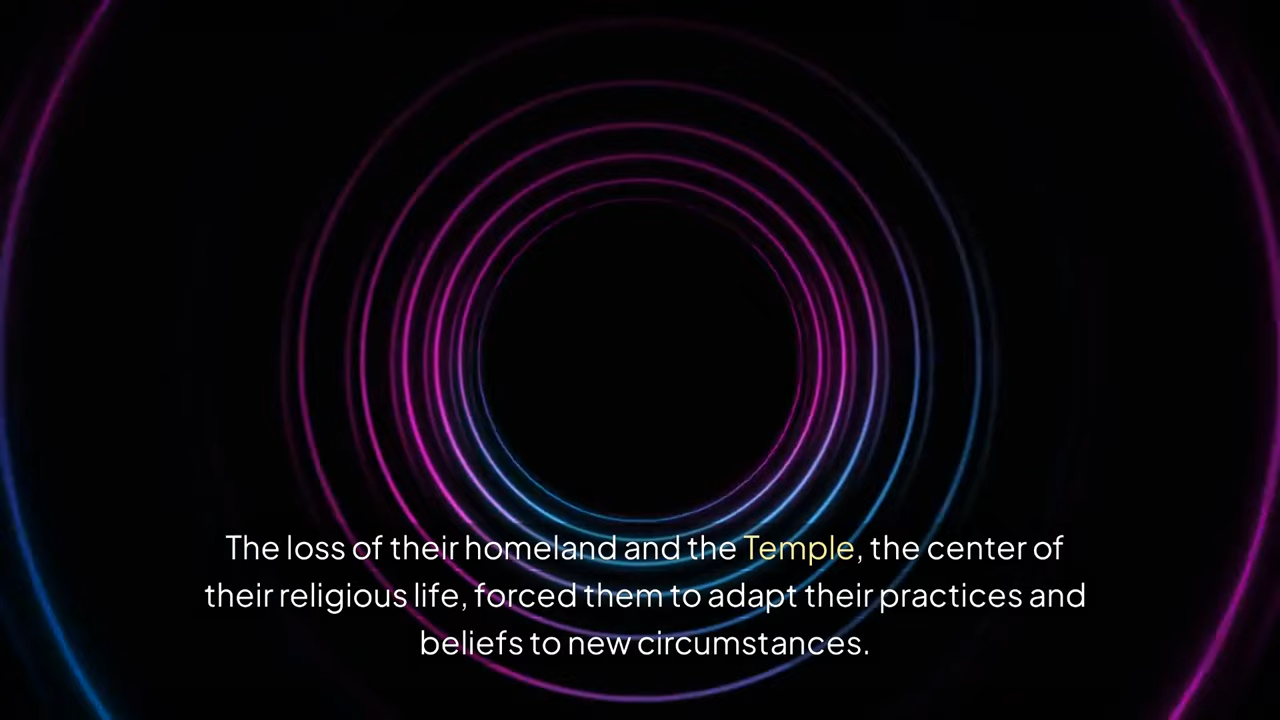 The loss of their homeland and the Temple, the center of
their religious life, forced them to adapt their practices and
beliefs to new circumstances.